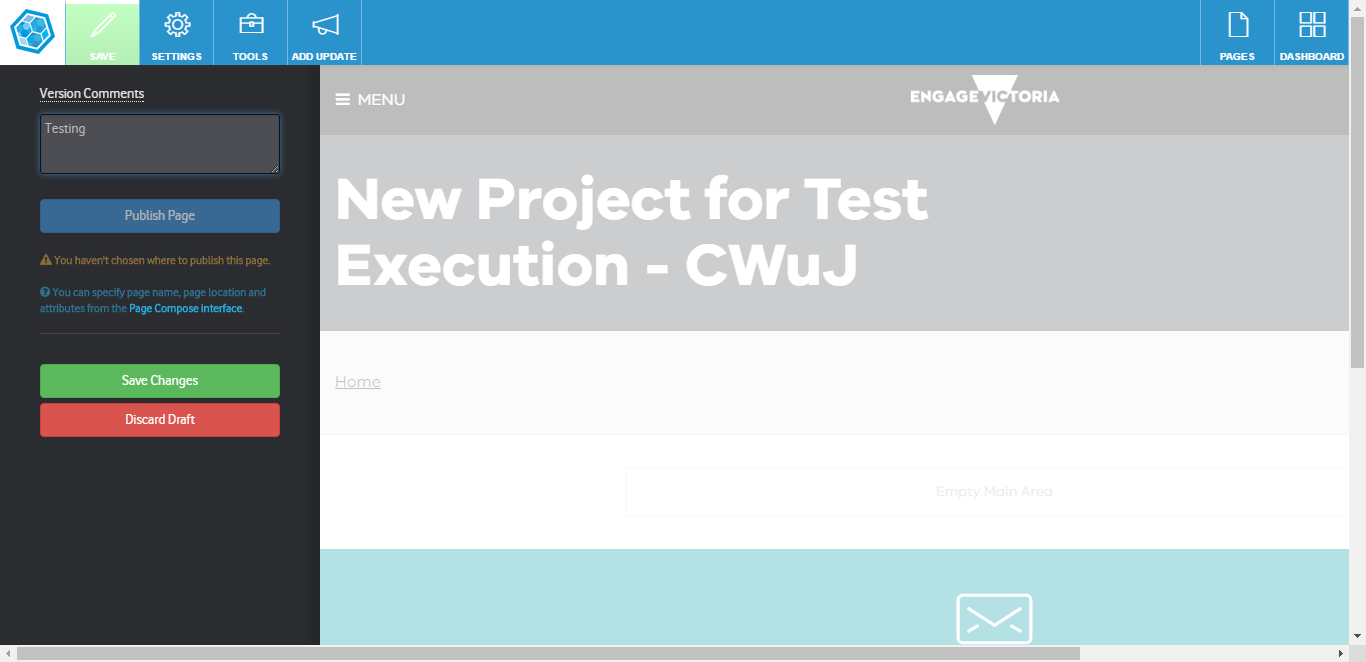 SAVE
SETTINGS
TOOLS
ADD UPDATE
PAGES
DASHBOARD
Version Comments
Testing
Publish Page
You haven't chosen where to publish this page.
You can specify page name, page location and
attributes from the Page Compose interface.
Save Changes
Discard Draft
MENU
ENGAGEVICTORIA
New Project for Test
Execution - CWuJ
Home
Empty Main Area